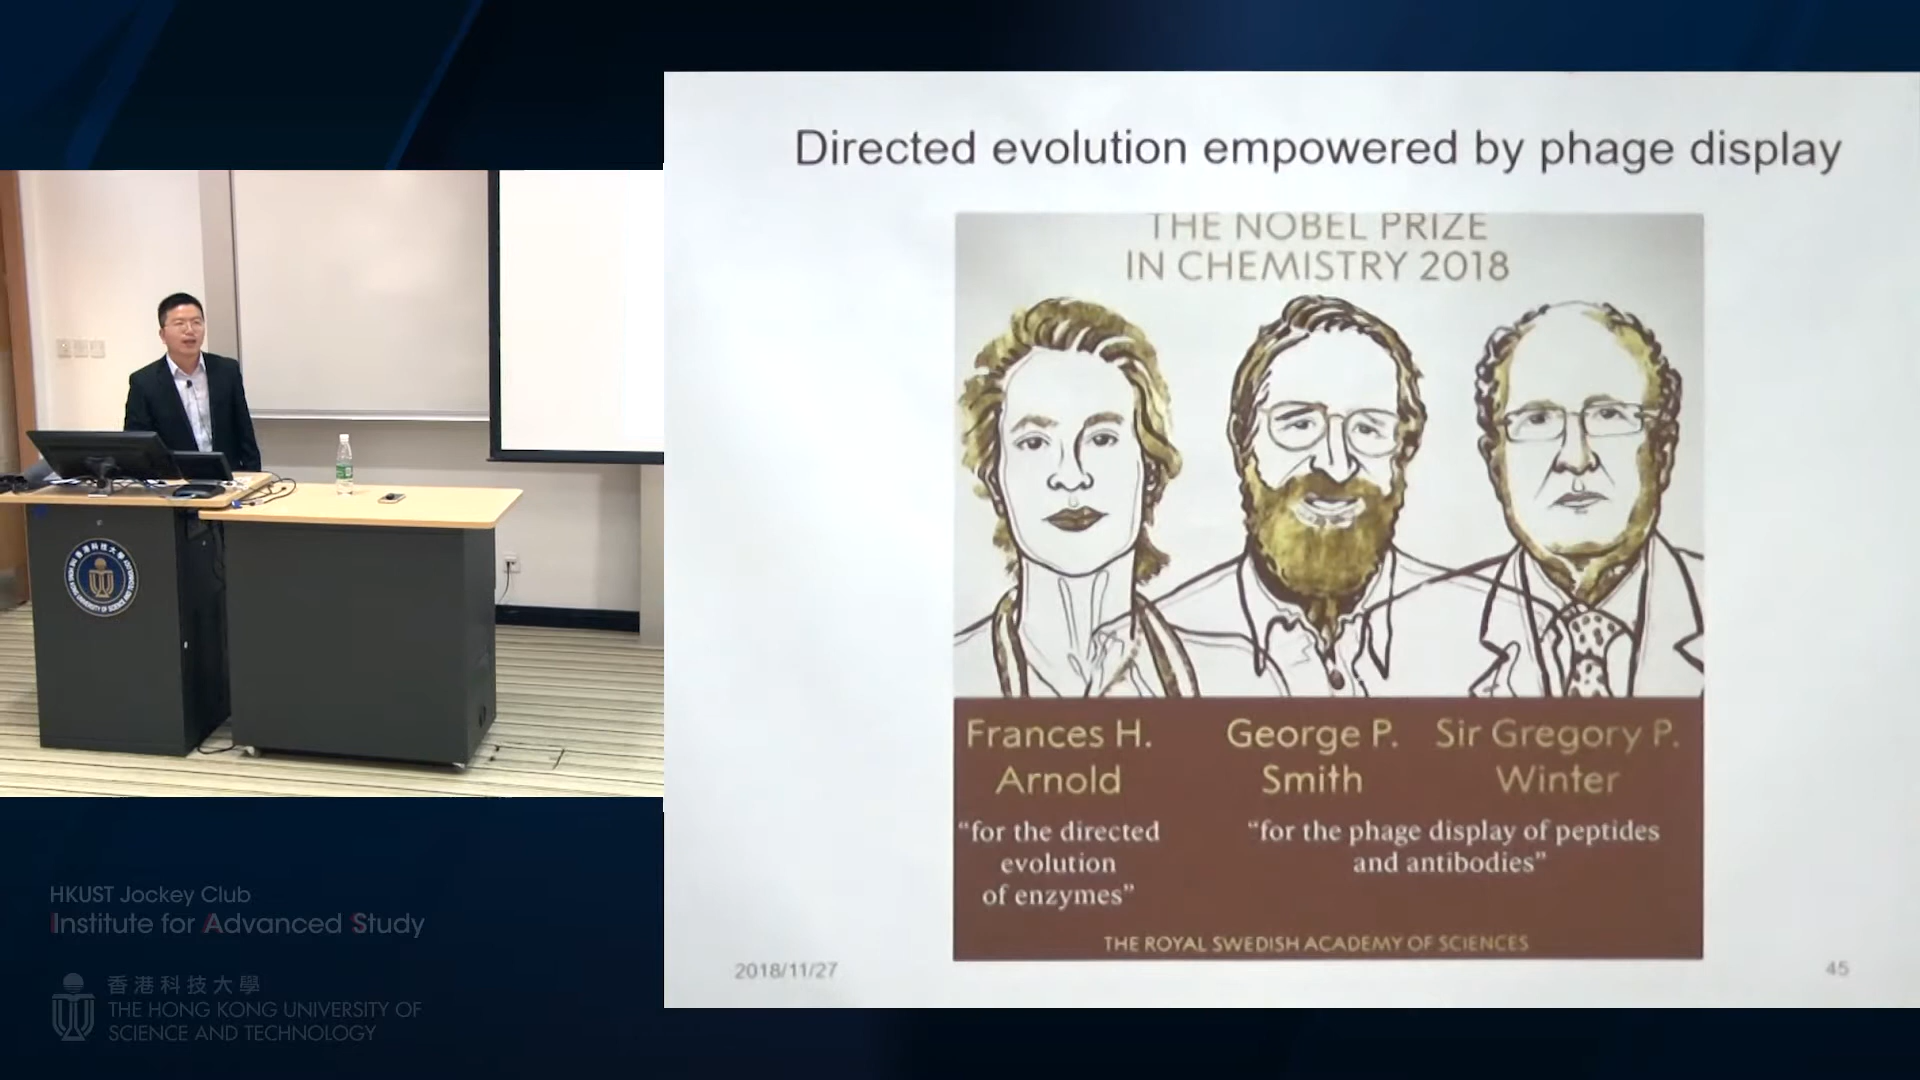 Directed evolution empowered by phage display
THE NOBEL PRIZE
IN CHEMISTRY 2018
Frances H.
Arnold
"for the directed
evolution
of enzymes"
George P.
Smith
Sir Gregory P.
Winter
"for the phage display of peptides
and antibodies"
THE ROYAL SWEDISH ACADEMY OF SCIENCES
2018/11/27
45
HKUST Jockey Club
Institute for Advanced Study
香港科技大學
THE HONG KONG UNIVERSITY OF
SCIENCE AND TECHNOLOGY